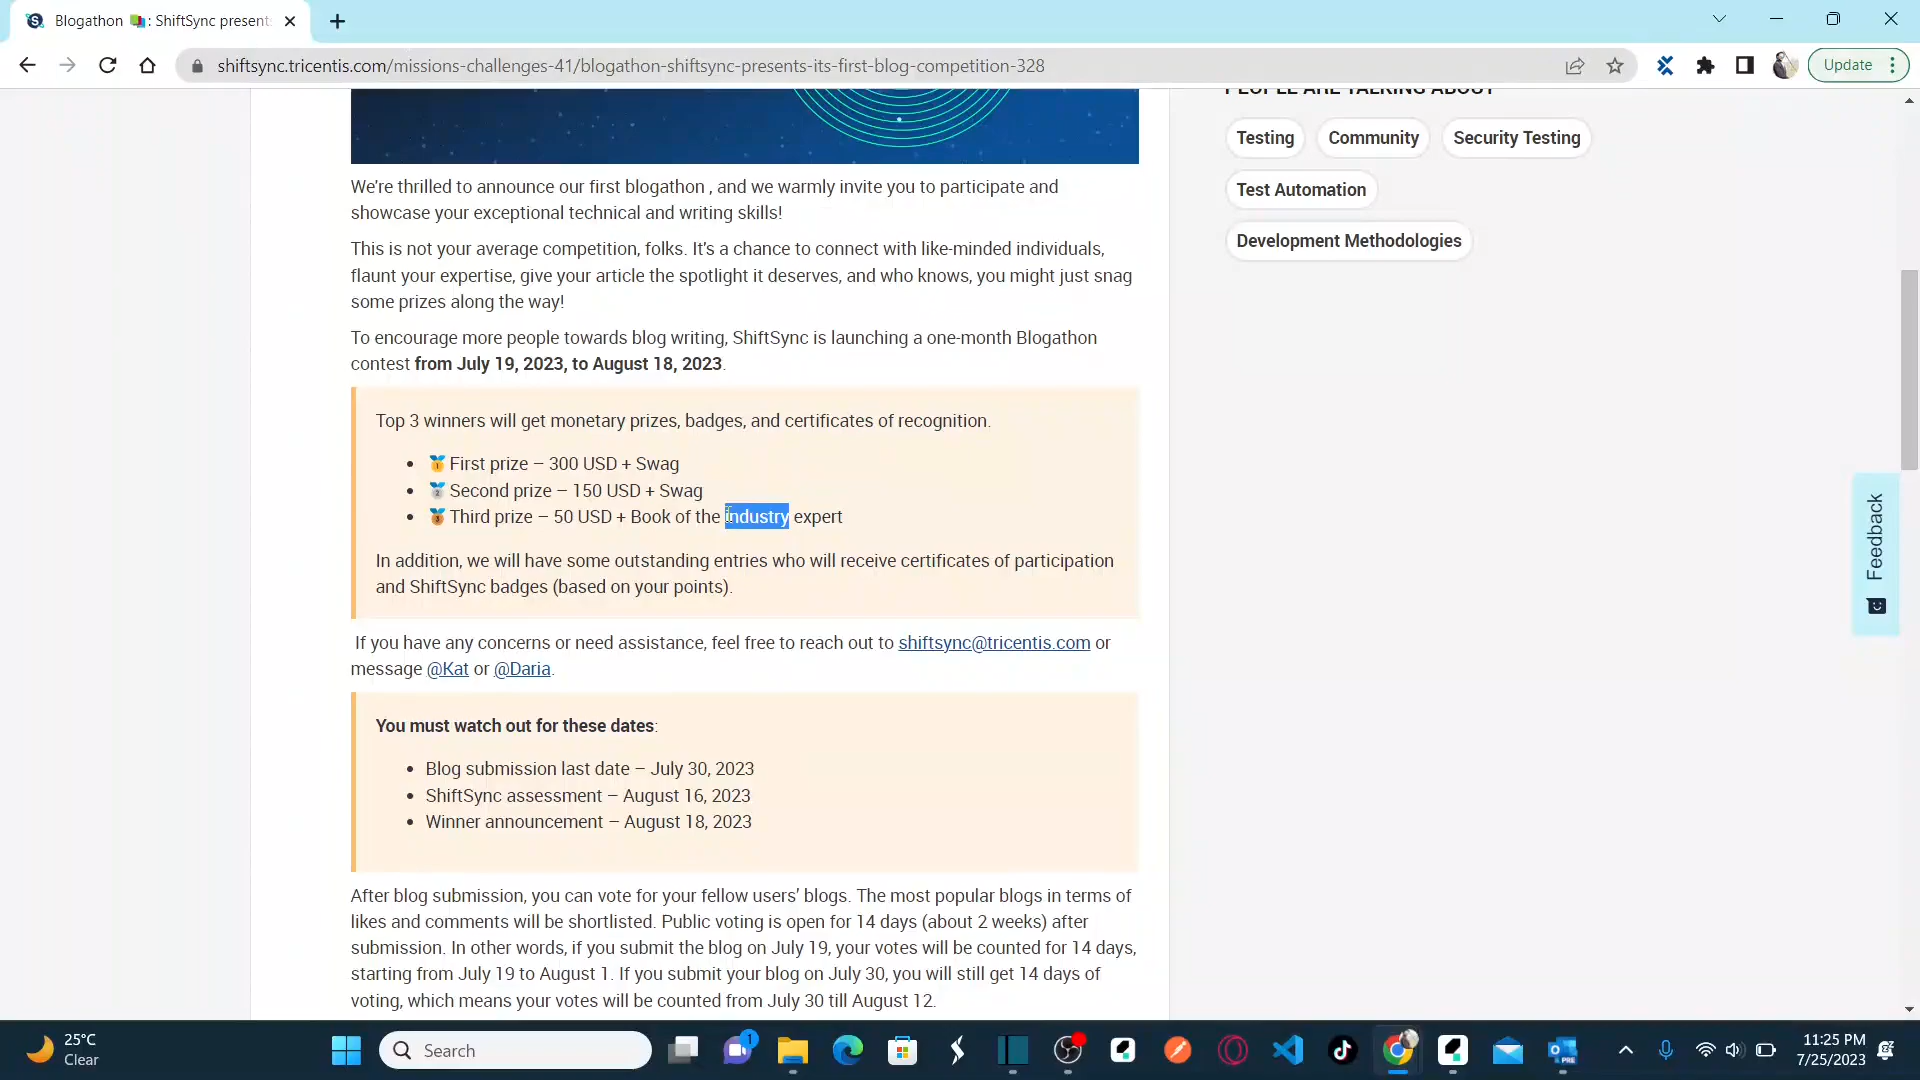 Blogathon : ShiftSync present
shiftsync.tricentis.com/missions-challenges-41/blogathon-shiftsync-presents-its-first-blog-competition-328
Update
PEOPLE ARE TALKING ABOUT
Testing
Community
Security Testing
Test Automation
Development Methodologies
We're thrilled to announce our first blogathon , and we warmly invite you to participate and
showcase your exceptional technical and writing skills!
This is not your average competition, folks. It's a chance to connect with like-minded individuals,
flaunt your expertise, give your article the spotlight it deserves, and who knows, you might just snag
some prizes along the way!
To encourage more people towards blog writing, ShiftSync is launching a one-month Blogathon
contest from July 19, 2023, to August 18, 2023.
Top 3 winners will get monetary prizes, badges, and certificates of recognition.
• 🥇First prize – 300 USD + Swag
• 🥈Second prize – 150 USD + Swag
• 🥉Third prize – 50 USD + Book of the industry expert
In addition, we will have some outstanding entries who will receive certificates of participation
and ShiftSync badges (based on your points).
If you have any concerns or need assistance, feel free to reach out to shiftsync@tricentis.com or
message @Kat or @Daria.
You must watch out for these dates:
• Blog submission last date – July 30, 2023
• ShiftSync assessment – August 16, 2023
• Winner announcement – August 18, 2023
After blog submission, you can vote for your fellow users' blogs. The most popular blogs in terms of
likes and comments will be shortlisted. Public voting is open for 14 days (about 2 weeks) after
submission. In other words, if you submit the blog on July 19, your votes will be counted for 14 days,
starting from July 19 to August 1. If you submit your blog on July 30, you will still get 14 days of
voting, which means your votes will be counted from July 30 till August 12.
Feedback
25°C
Clear
Search
1
PRE
11:25 PM
7/25/2023